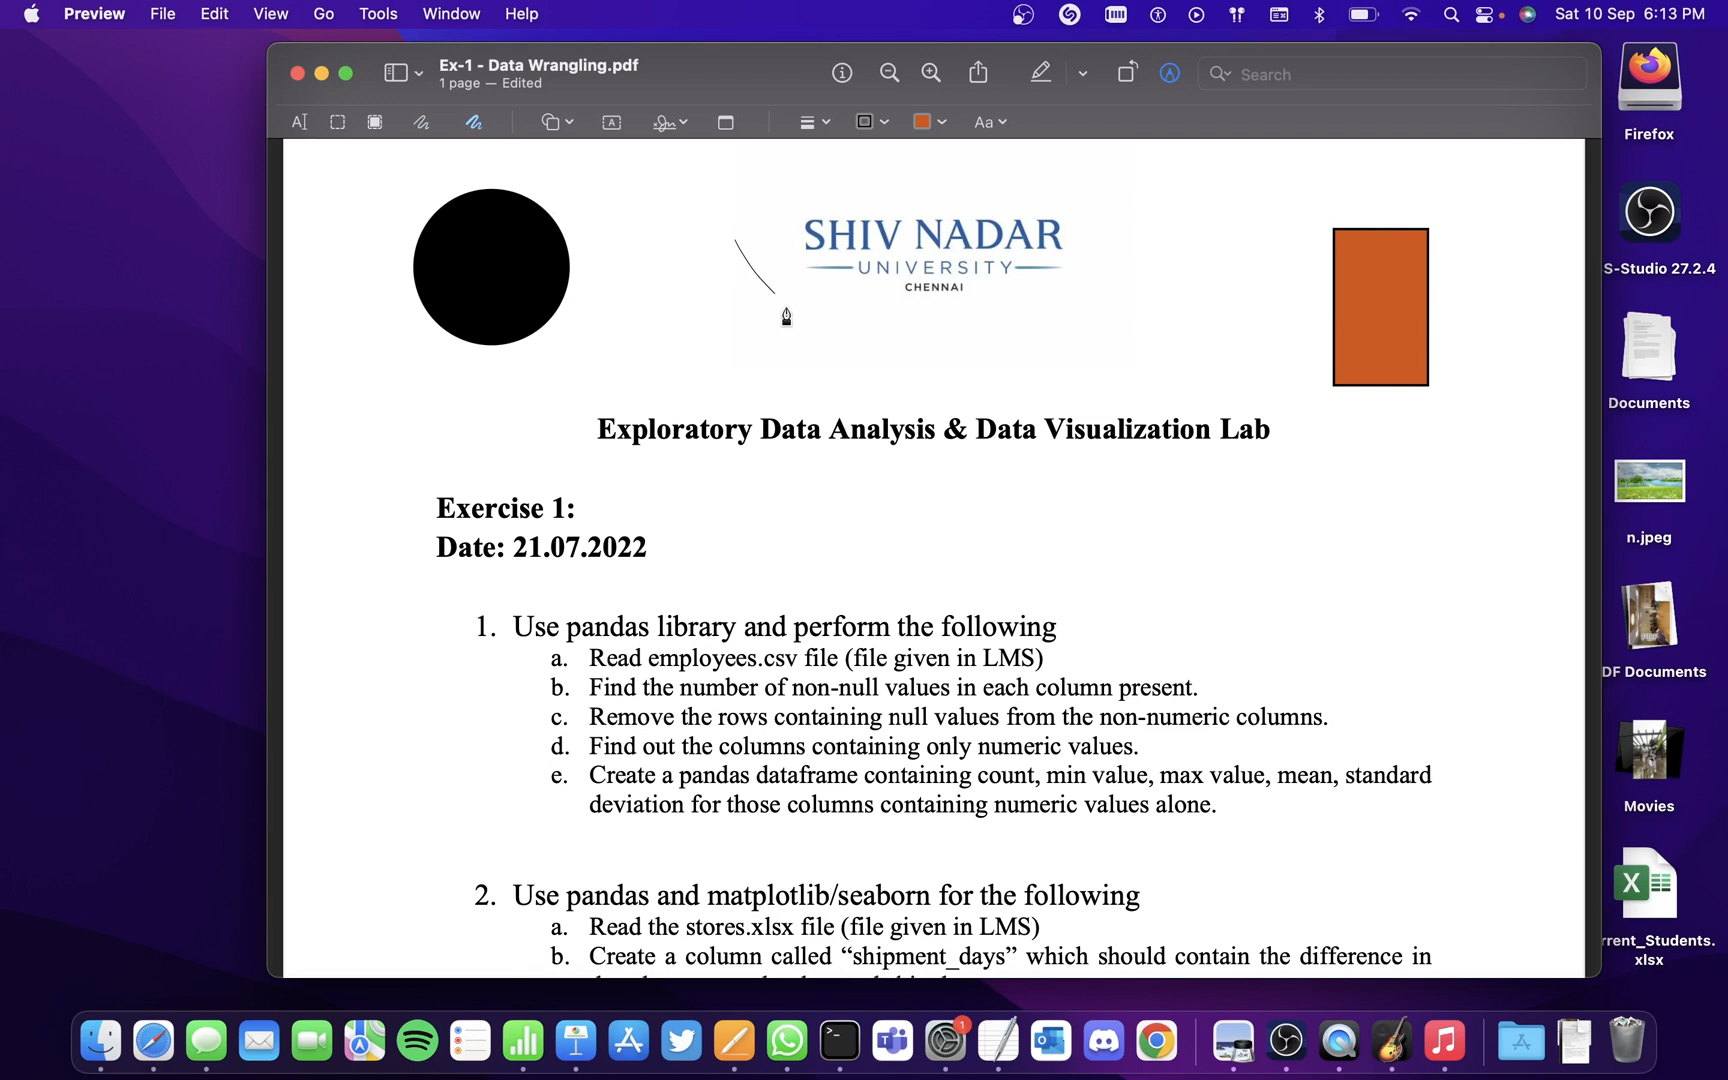 Preview File Edit View Go Tools Window Help Sat 10 Sep 6:13 PM
Ex-1 - Data Wrangling.pdf
1 page — Edited
Search
Aa
SHIV NADAR
UNIVERSITY
CHENNAI
Exploratory Data Analysis & Data Visualization Lab
Exercise 1:
Date: 21.07.2022
1. Use pandas library and perform the following
a. Read employees.csv file (file given in LMS)
b. Find the number of non-null values in each column present.
c. Remove the rows containing null values from the non-numeric columns.
d. Find out the columns containing only numeric values.
e. Create a pandas dataframe containing count, min value, max value, mean, standard
deviation for those columns containing numeric values alone.
2. Use pandas and matplotlib/seaborn for the following
a. Read the stores.xlsx file (file given in LMS)
b. Create a column called “shipment_days” which should contain the difference in
Firefox
S-Studio 27.2.4
Documents
n.jpeg
DF Documents
Movies
rrent_Students.
xlsx
1